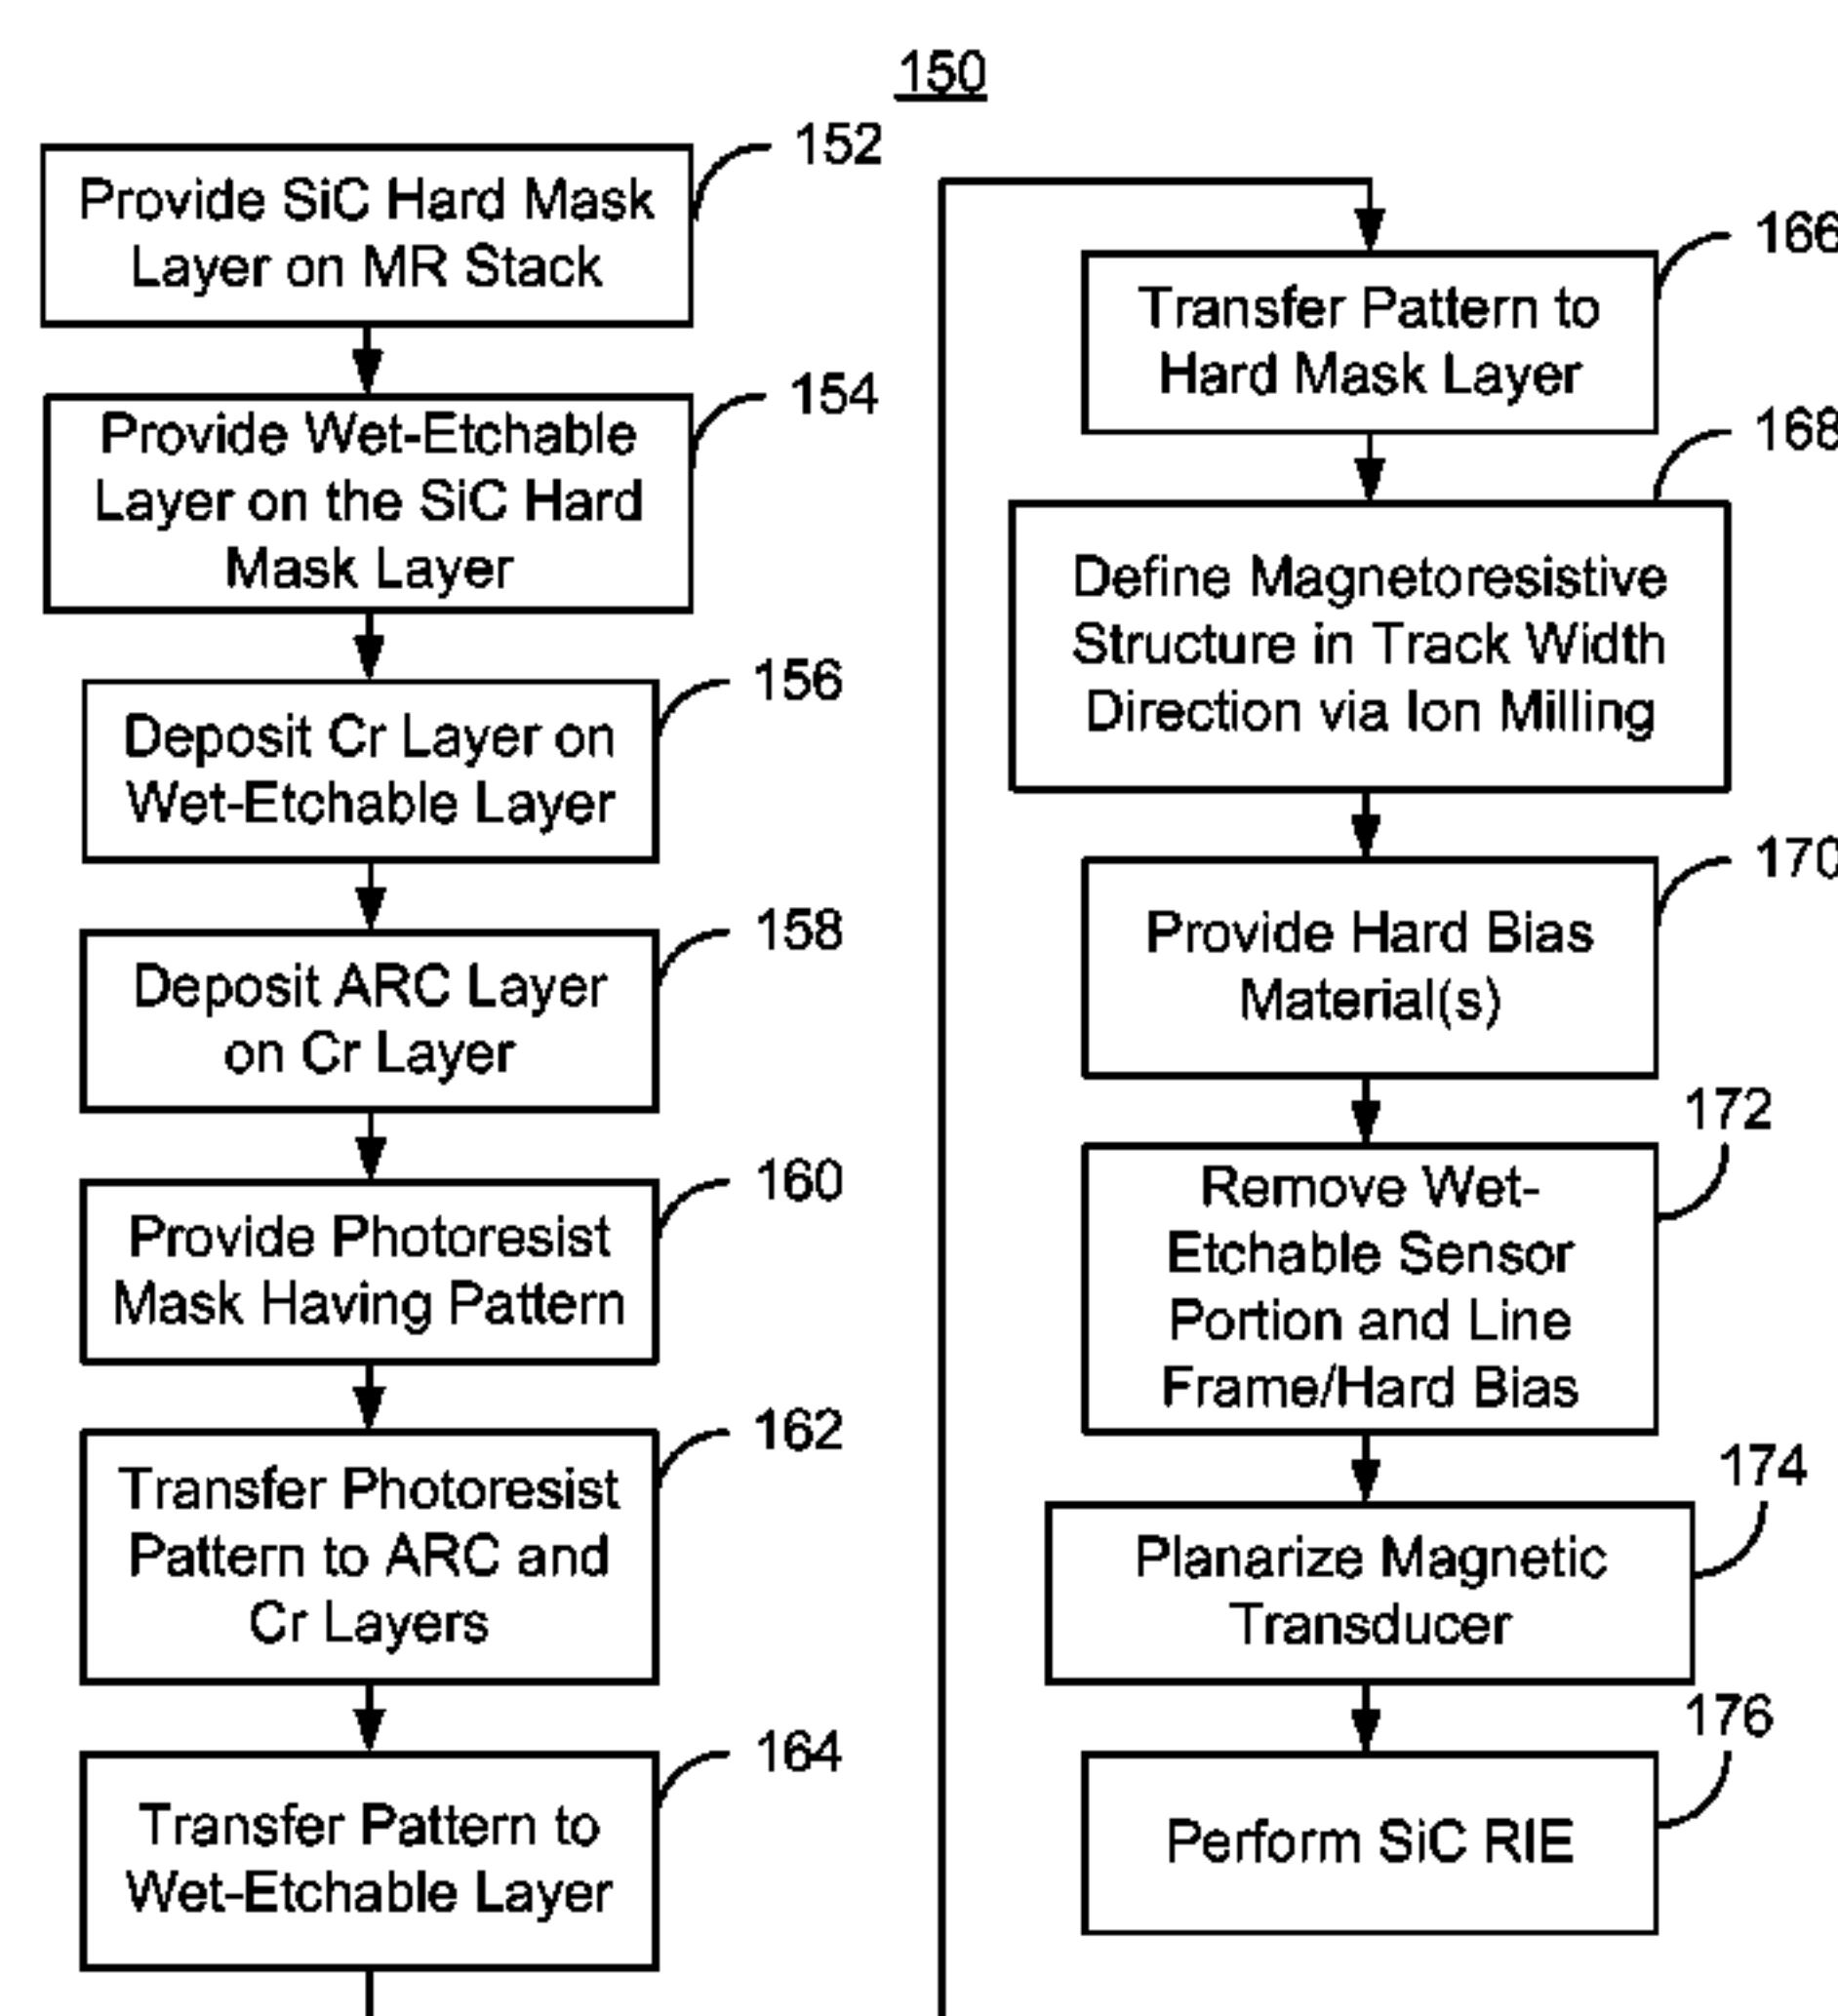 150
152
Provide SiC Hard Mask
Layer on MR Stack
154
Provide Wet-Etchable
Layer on the SiC Hard
Mask Layer
156
Deposit Cr Layer on
Wet-Etchable Layer
158
Deposit ARC Layer
on Cr Layer
160
Provide Photoresist
Mask Having Pattern
162
Transfer Photoresist
Pattern to ARC and
Cr Layers
164
Transfer Pattern to
Wet-Etchable Layer
166
Transfer Pattern to
Hard Mask Layer
168
Define Magnetoresistive
Structure in Track Width
Direction via Ion Milling
170
Provide Hard Bias
Material(s)
172
Remove Wet-
Etchable Sensor
Portion and Line
Frame/Hard Bias
174
Planarize Magnetic
Transducer
176
Perform SiC RIE